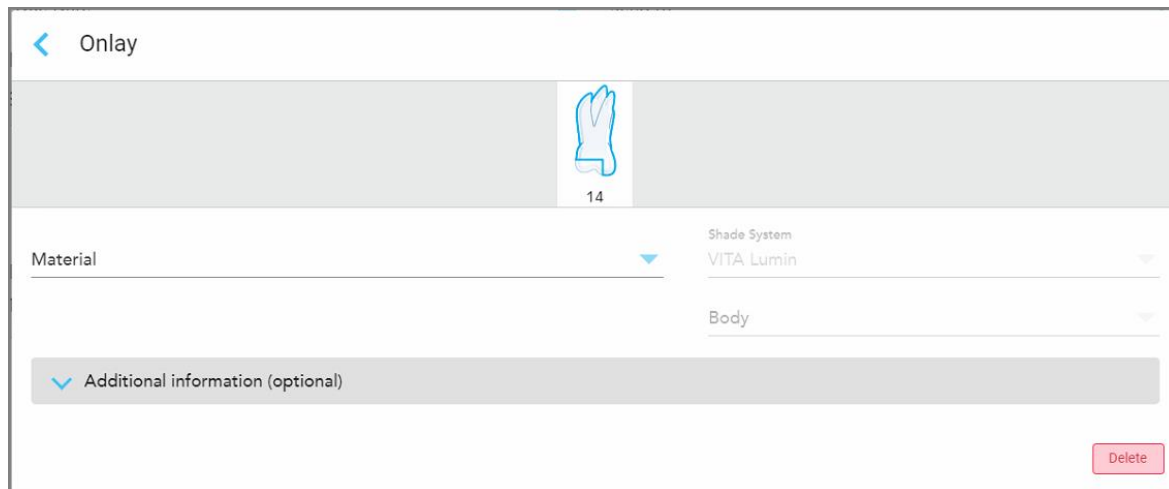 Onlay
14
Material
Shade System
VITA Lumin
Body
Additional information (optional)
Delete